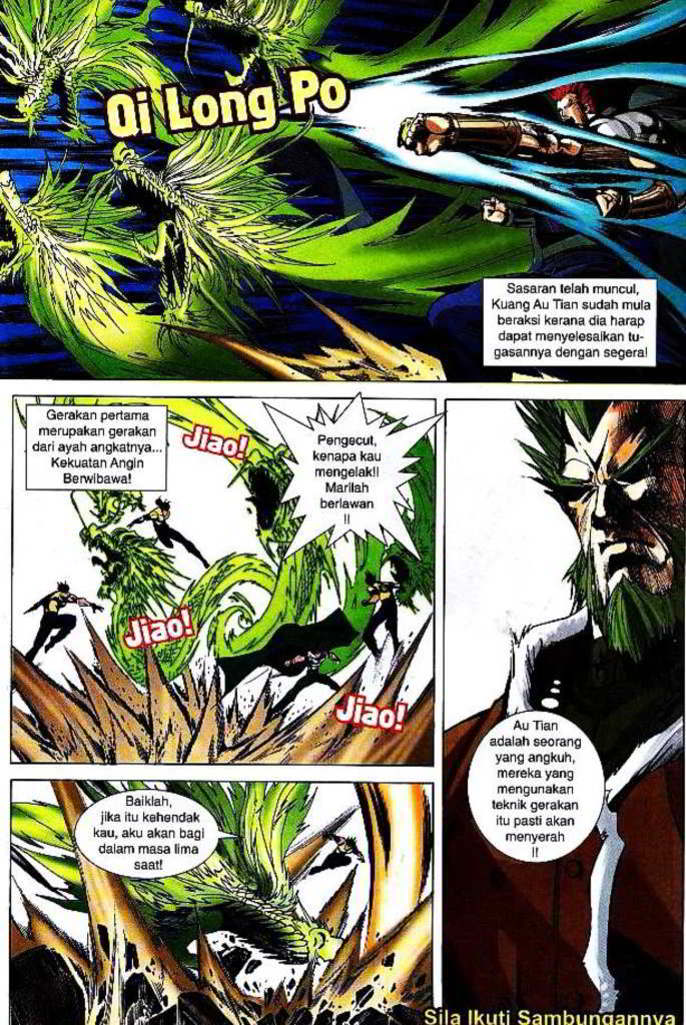 Qi Long Po
Sasaran telah muncul,
Kuang Au Tian sudah mula
beraksi kerana dia harap
dapat menyelesaikan tu-
gasannya dengan segera!
Gerakan pertama
merupakan gerakan
dari ayah angkatnya...
Kekuatan Angin
Berwibawa!
Jiao!
Pengecut,
kenapa kau
mengelak!!
Marilah
berlawan
!!
Jiao!
Jiao!
Au Tian
adalah seorang
yang angkuh,
mereka yang
mengunakan
teknik gerakan
itu pasti akan
menyerah
!!
Baiklah,
jika itu kehendak
kau, aku akan bagi
dalam masa lima
saat!
Sila Ikuti Sambungannya